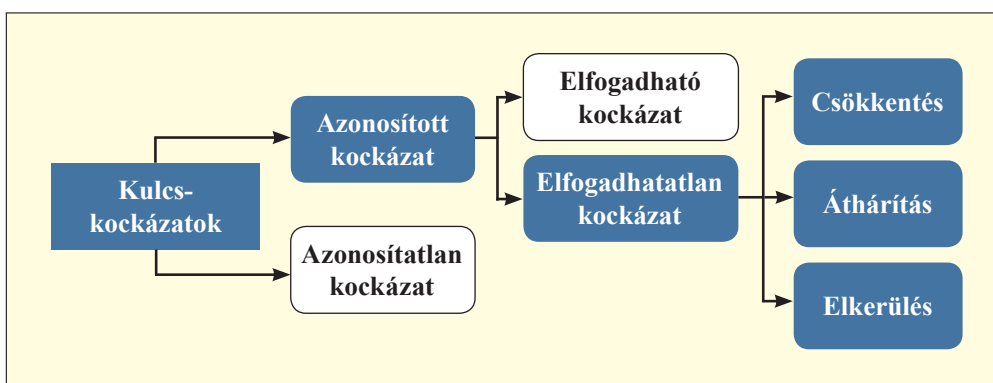 Kulcs-
kockázatok
Azonosított
kockázat
Azonosítatlan
kockázat
Elfogadható
kockázat
Elfogadhatatlan
kockázat
Csökkentés
Áthárítás
Elkerülés